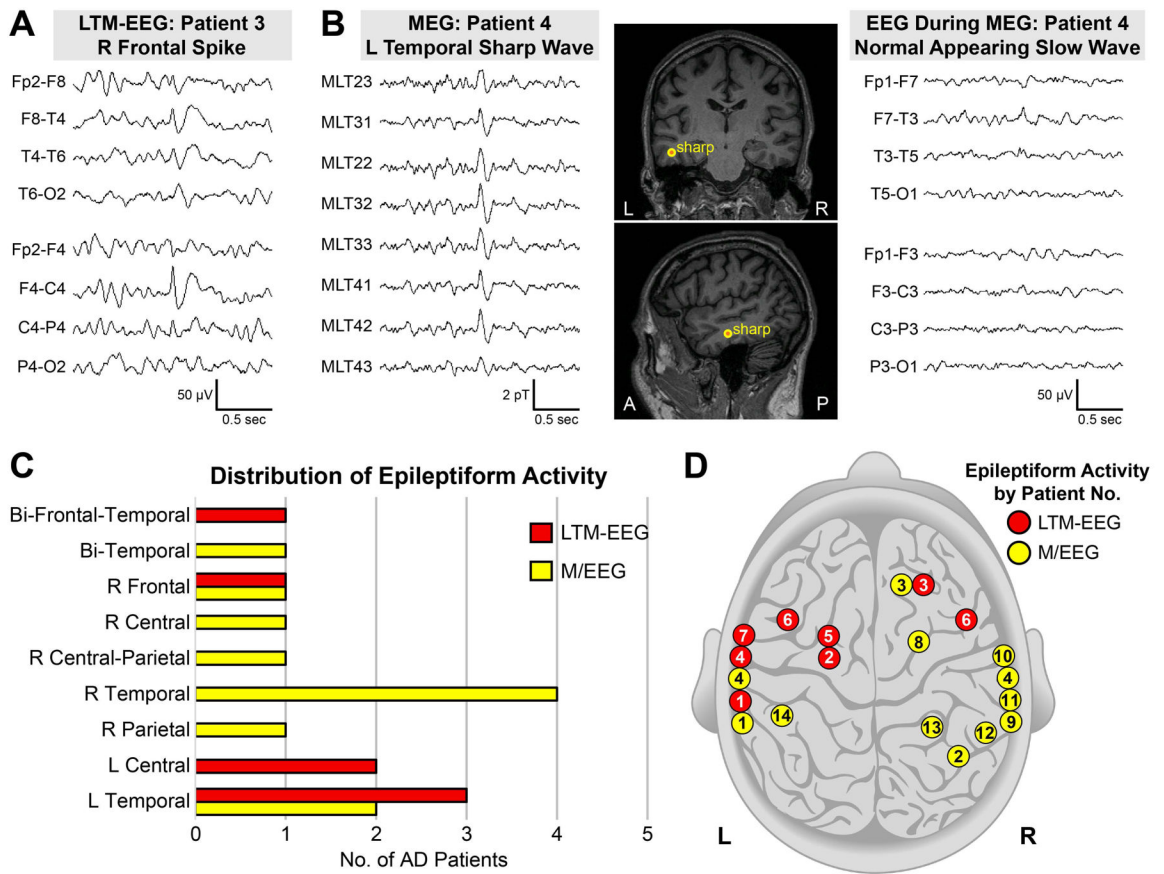 A
LTM-EEG: Patient 3
R Frontal Spike
Fp2-F8
F8-T4
T4-T6
T6-O2
Fp2-F4
F4-C4
C4-P4
P4-O2
50 µV
0.5 sec
B
MEG: Patient 4
L Temporal Sharp Wave
MLT23
MLT31
MLT22
MLT32
MLT33
MLT41
MLT42
MLT43
2 pT
0.5 sec
sharp
L R
sharp
A P
EEG During MEG: Patient 4
Normal Appearing Slow Wave
Fp1-F7
F7-T3
T3-T5
T5-O1
Fp1-F3
F3-C3
C3-P3
P3-O1
50 µV
0.5 sec
C
Distribution of Epileptiform Activity
Bi-Frontal-Temporal
Bi-Temporal
R Frontal
R Central
R Central-Parietal
R Temporal
R Parietal
L Central
L Temporal
LTM-EEG
M/EEG
0 1 2 3 4 5
No. of AD Patients
D
Epileptiform Activity
by Patient No.
LTM-EEG
M/EEG
3 3
6 6
7 5
8
4 2 10
4 4
1 11
1 14 9
13 12
2
L R